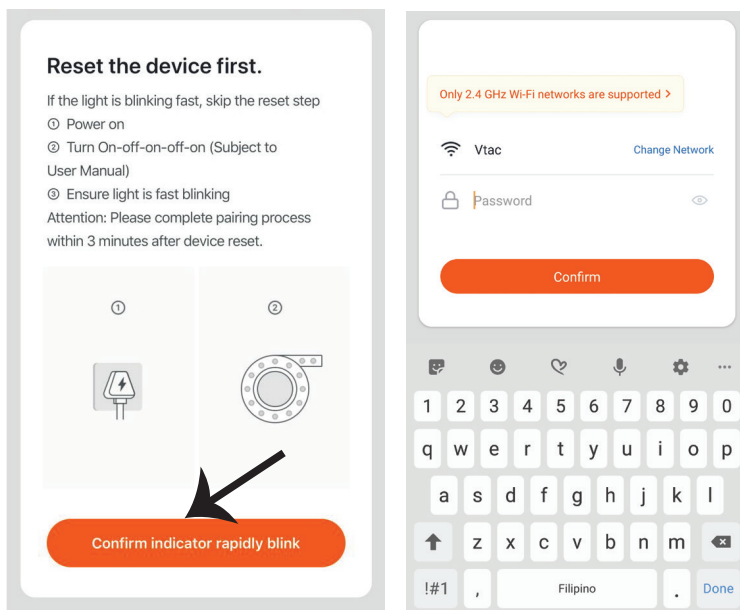 Reset the device first.
If the light is blinking fast, skip the reset step
① Power on
② Turn On-off-on-off-on (Subject to
User Manual)
③ Ensure light is fast blinking
Attention: Please complete pairing process
within 3 minutes after device reset.
① ②
Confirm indicator rapidly blink
Only 2.4 GHz Wi-Fi networks are supported >
Vtac Change Network
Password
Confirm
1 2 3 4 5 6 7 8 9 0
q w e r t y u i o p
a s d f g h j k l
z x c v b n m
!#1 , Filipino . Done